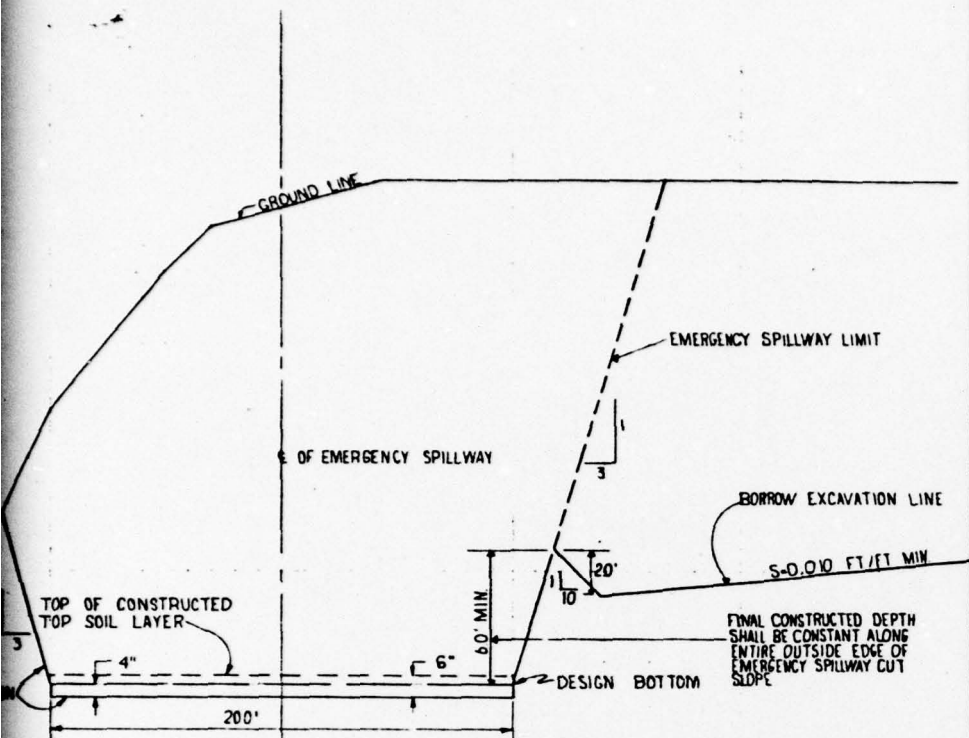 GROUND LINE
EMERGENCY SPILLWAY LIMIT
1
3
℄ OF EMERGENCY SPILLWAY
BORROW EXCAVATION LINE
S=0.010 FT/FT MIN
20'
1
10
6.0' MIN.
TOP OF CONSTRUCTED
TOP SOIL LAYER
3
FINAL CONSTRUCTED DEPTH
SHALL BE CONSTANT ALONG
ENTIRE OUTSIDE EDGE OF
EMERGENCY SPILLWAY CUT
SLOPE
4"
6"
DESIGN BOTTOM
200'